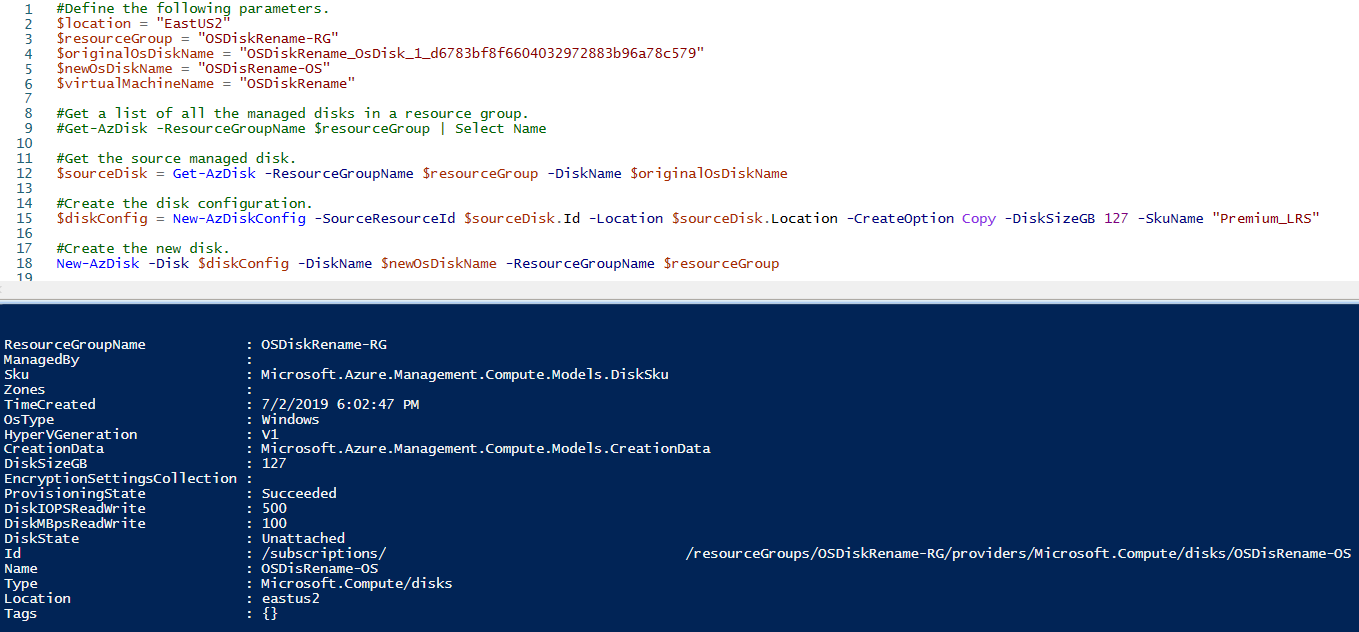 1 #Define the following parameters.
2 $location = "EastUS2"
3 $resourceGroup = "OSDiskRename-RG"
4 $originalOsDiskName = "OSDiskRename_OsDisk_1_d6783bf8f6604032972883b96a78c579"
5 $newOsDiskName = "OSDisRename-OS"
6 $virtualMachineName = "OSDiskRename"
7
8 #Get a list of all the managed disks in a resource group.
9 #Get-AzDisk -ResourceGroupName $resourceGroup | Select Name
10
11 #Get the source managed disk.
12 $sourceDisk = Get-AzDisk -ResourceGroupName $resourceGroup -DiskName $originalOsDiskName
13
14 #Create the disk configuration.
15 $diskConfig = New-AzDiskConfig -SourceResourceId $sourceDisk.Id -Location $sourceDisk.Location -CreateOption Copy -DiskSizeGB 127 -SkuName "Premium_LRS"
16
17 #Create the new disk.
18 New-AzDisk -Disk $diskConfig -DiskName $newOsDiskName -ResourceGroupName $resourceGroup
19
ResourceGroupName : OSDiskRename-RG
ManagedBy :
Sku : Microsoft.Azure.Management.Compute.Models.DiskSku
Zones :
TimeCreated : 7/2/2019 6:02:47 PM
OsType : Windows
HyperVGeneration : V1
CreationData : Microsoft.Azure.Management.Compute.Models.CreationData
DiskSizeGB : 127
EncryptionSettingsCollection :
ProvisioningState : Succeeded
DiskIOPSReadWrite : 500
DiskMBpsReadWrite : 100
DiskState : Unattached
Id : /subscriptions/ /resourceGroups/OSDiskRename-RG/providers/Microsoft.Compute/disks/OSDisRename-OS
Name : OSDisRename-OS
Type : Microsoft.Compute/disks
Location : eastus2
Tags : {}